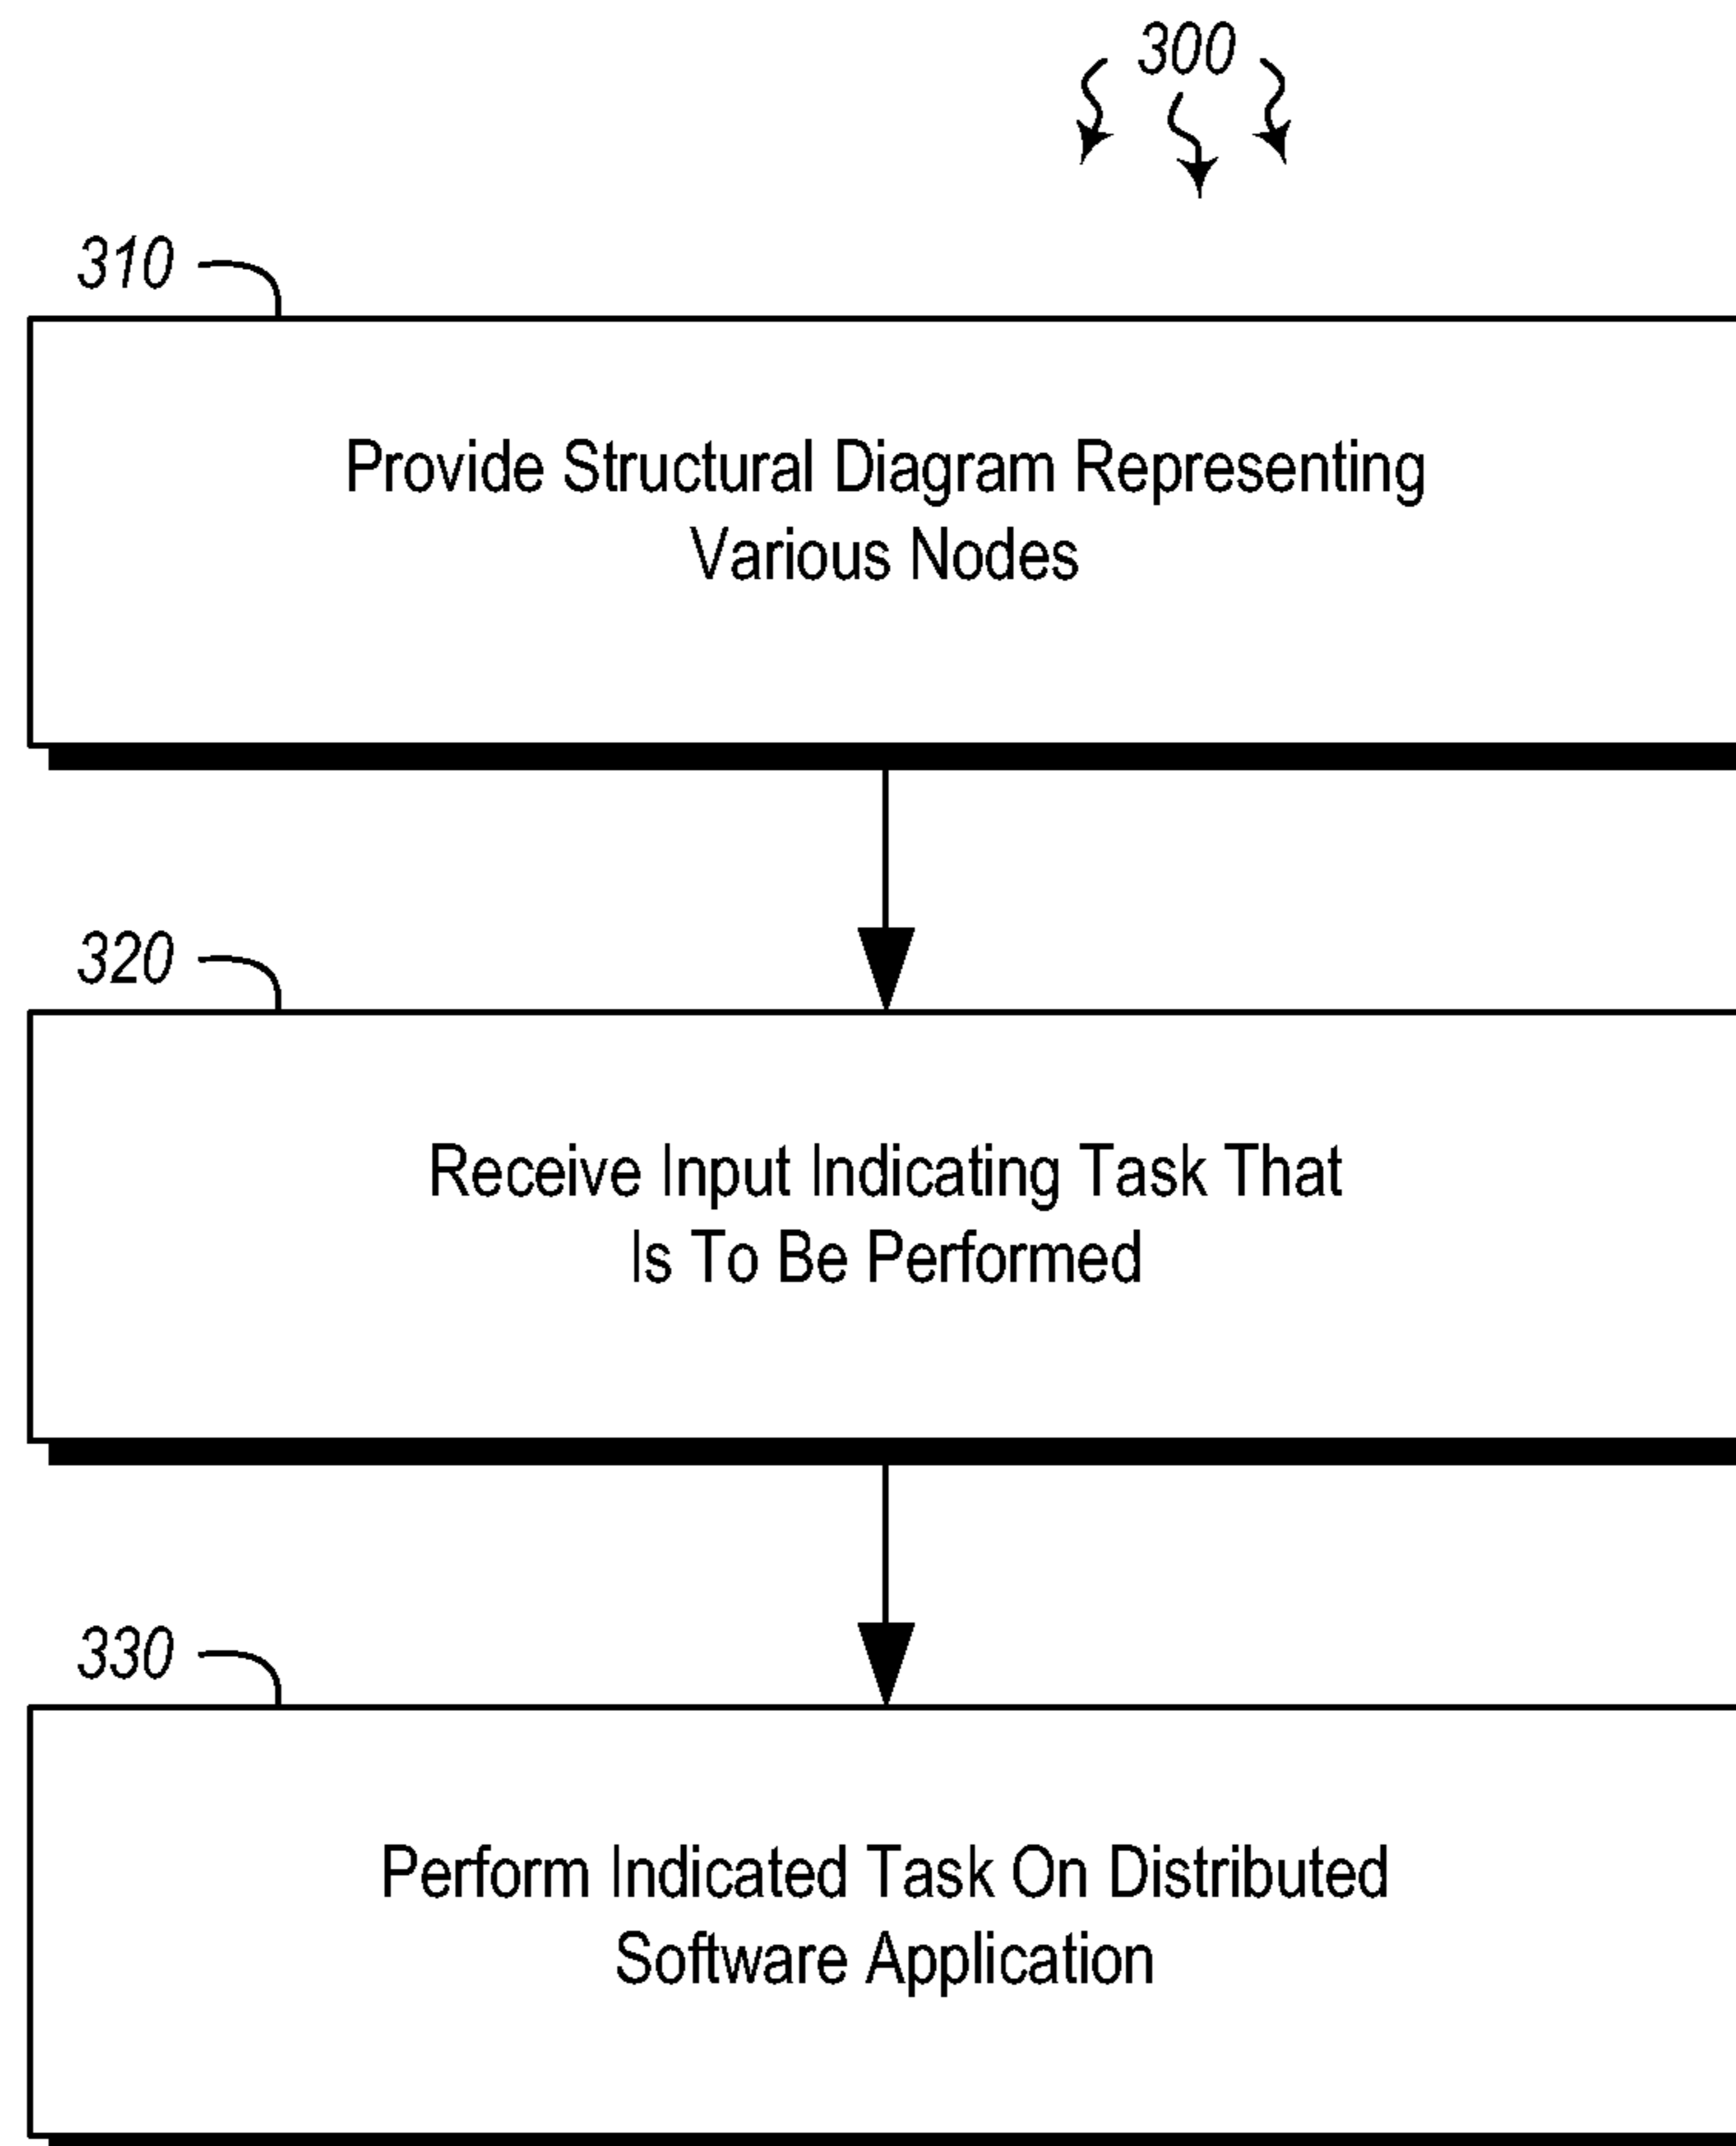 300
310
Provide Structural Diagram Representing
Various Nodes
320
Receive Input Indicating Task That
Is To Be Performed
330
Perform Indicated Task On Distributed
Software Application